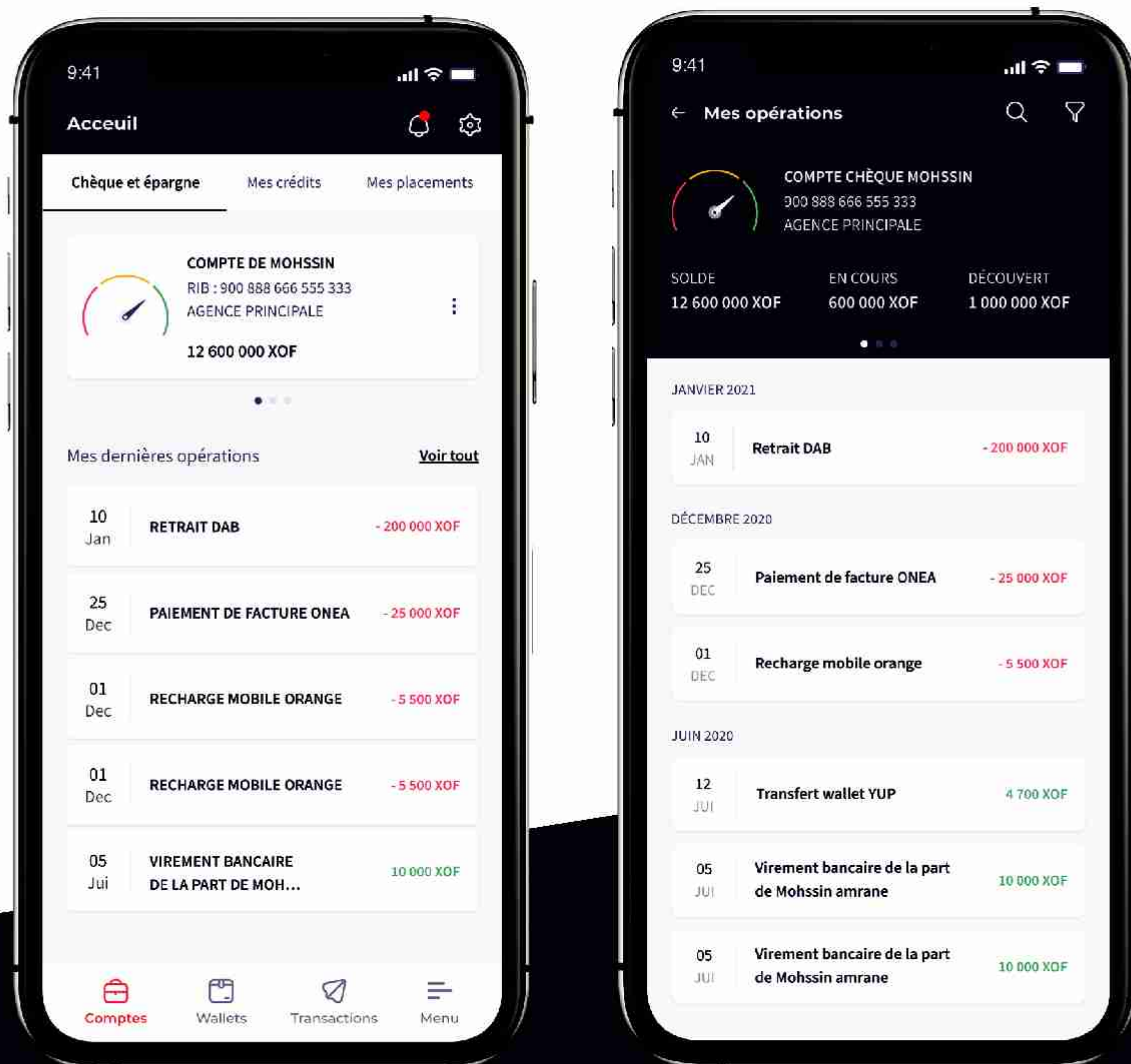 9:41
Acceuil
Chèque et épargne
Mes crédits
Mes placements
COMPTE DE MOHSSIN
RIB : 900 888 666 555 333
AGENCE PRINCIPALE
12 600 000 XOF
Mes dernières opérations
Voir tout
10
Jan
RETRAIT DAB
- 200 000 XOF
25
Dec
PAIEMENT DE FACTURE ONEA
- 25 000 XOF
01
Dec
RECHARGE MOBILE ORANGE
- 5 500 XOF
01
Dec
RECHARGE MOBILE ORANGE
- 5 500 XOF
05
Jui
VIREMENT BANCAIRE
DE LA PART DE MOH...
10 000 XOF
Comptes
Wallets
Transactions
Menu
9:41
Mes opérations
COMPTE CHÈQUE MOHSSIN
900 888 666 555 333
AGENCE PRINCIPALE
SOLDE
12 600 000 XOF
EN COURS
600 000 XOF
DÉCOUVERT
1 000 000 XOF
JANVIER 2021
10
JAN
Retrait DAB
- 200 000 XOF
DÉCEMBRE 2020
25
DEC
Paiement de facture ONEA
- 25 000 XOF
01
DEC
Recharge mobile orange
- 5 500 XOF
JUIN 2020
12
JUI
Transfert wallet YUP
4 700 XOF
05
JUI
Virement bancaire de la part
de Mohssin amrane
10 000 XOF
05
JUI
Virement bancaire de la part
de Mohssin amrane
10 000 XOF